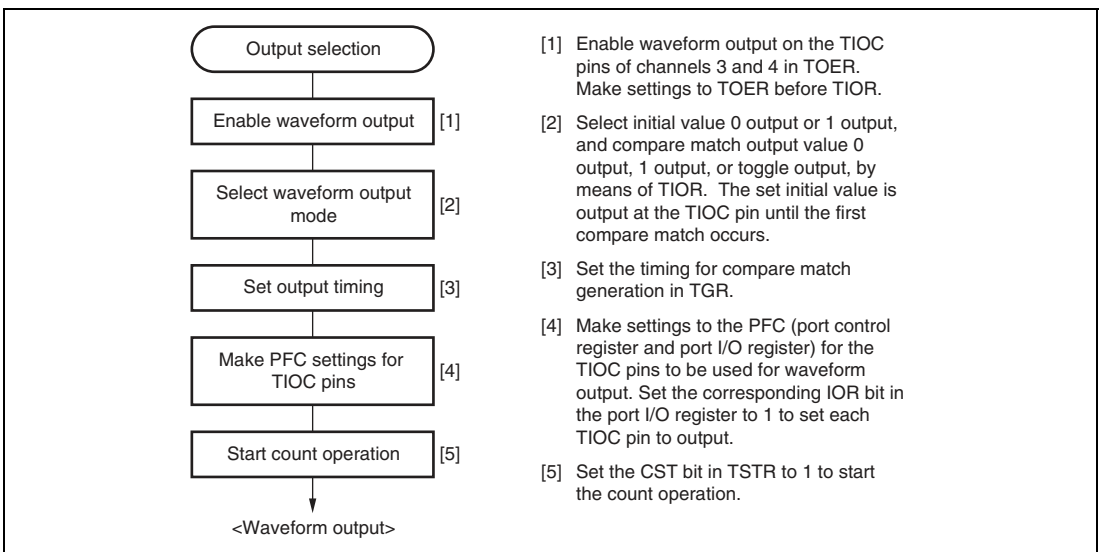 Output selection
Enable waveform output [1]
Select waveform output
mode
[2]
Set output timing [3]
Make PFC settings for
TIOC pins
[4]
Start count operation [5]
<Waveform output>
[1] Enable waveform output on the TIOC
pins of channels 3 and 4 in TOER.
Make settings to TOER before TIOR.
[2] Select initial value 0 output or 1 output,
and compare match output value 0
output, 1 output, or toggle output, by
means of TIOR. The set initial value is
output at the TIOC pin until the first
compare match occurs.
[3] Set the timing for compare match
generation in TGR.
[4] Make settings to the PFC (port control
register and port I/O register) for the
TIOC pins to be used for waveform
output. Set the corresponding IOR bit in
the port I/O register to 1 to set each
TIOC pin to output.
[5] Set the CST bit in TSTR to 1 to start
the count operation.